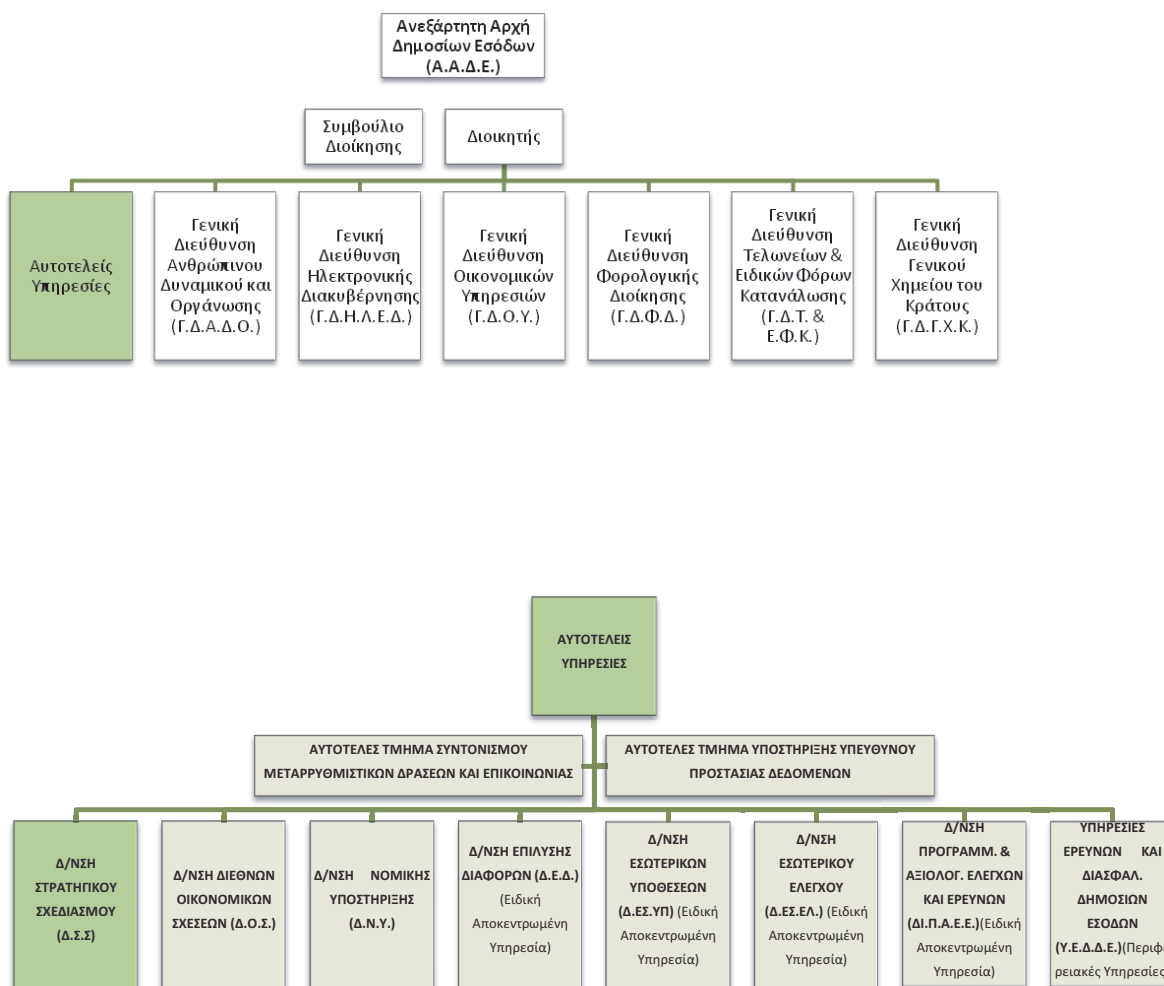 Ανεξάρτητη Αρχή
Δημοσίων Εσόδων
(Α.Α.Δ.Ε.)
Συμβούλιο
Διοίκησης
Διοικητής
Αυτοτελείς
Υπηρεσίες
Γενική
Διεύθυνση
Ανθρώπινου
Δυναμικού και
Οργάνωσης
(Γ.Δ.Α.Δ.Ο.)
Γενική
Διεύθυνση
Ηλεκτρονικής
Διακυβέρνησης
(Γ.Δ.Η.Λ.Ε.Δ.)
Γενική
Διεύθυνση
Οικονομικών
Υπηρεσιών
(Γ.Δ.Ο.Υ.)
Γενική
Διεύθυνση
Φορολογικής
Διοίκησης
(Γ.Δ.Φ.Δ.)
Γενική
Διεύθυνση
Τελωνείων &
Ειδικών Φόρων
Κατανάλωσης
(Γ.Δ.Τ. &
Ε.Φ.Κ.)
Γενική
Διεύθυνση
Γενικού
Χημείου του
Κράτους
(Γ.Δ.Γ.Χ.Κ.)
ΑΥΤΟΤΕΛΕΙΣ
ΥΠΗΡΕΣΙΕΣ
ΑΥΤΟΤΕΛΕΣ ΤΜΗΜΑ ΣΥΝΤΟΝΙΣΜΟΥ
ΜΕΤΑΡΡΥΘΜΙΣΤΙΚΩΝ ΔΡΑΣΕΩΝ ΚΑΙ ΕΠΙΚΟΙΝΩΝΙΑΣ
ΑΥΤΟΤΕΛΕΣ ΤΜΗΜΑ ΥΠΟΣΤΗΡΙΞΗΣ ΥΠΕΥΘΥΝΟΥ
ΠΡΟΣΤΑΣΙΑΣ ΔΕΔΟΜΕΝΩΝ
Δ/ΝΣΗ
ΣΤΡΑΤΗΓΙΚΟΥ
ΣΧΕΔΙΑΣΜΟΥ
(Δ.Σ.Σ)
Δ/ΝΣΗ ΔΙΕΘΝΩΝ
ΟΙΚΟΝΟΜΙΚΩΝ
ΣΧΕΣΕΩΝ (Δ.Ο.Σ.)
Δ/ΝΣΗ ΝΟΜΙΚΗΣ
ΥΠΟΣΤΗΡΙΞΗΣ
(Δ.Ν.Υ.)
Δ/ΝΣΗ ΕΠΙΛΥΣΗΣ
ΔΙΑΦΟΡΩΝ (Δ.Ε.Δ.)
(Ειδική
Αποκεντρωμένη
Υπηρεσία)
Δ/ΝΣΗ
ΕΣΩΤΕΡΙΚΩΝ
ΥΠΟΘΕΣΕΩΝ
(Δ.ΕΣ.ΥΠ) (Ειδική
Αποκεντρωμένη
Υπηρεσία)
Δ/ΝΣΗ
ΕΣΩΤΕΡΙΚΟΥ
ΕΛΕΓΧΟΥ
(Δ.ΕΣ.ΕΛ.) (Ειδική
Αποκεντρωμένη
Υπηρεσία)
Δ/ΝΣΗ
ΠΡΟΓΡΑΜΜ. &
ΑΞΙΟΛΟΓ. ΕΛΕΓΧΩΝ
ΚΑΙ ΕΡΕΥΝΩΝ
(ΔΙ.Π.Α.Ε.Ε.)(Ειδική
Αποκεντρωμένη
Υπηρεσία)
ΥΠΗΡΕΣΙΕΣ
ΕΡΕΥΝΩΝ ΚΑΙ
ΔΙΑΣΦΑΛ.
ΔΗΜΟΣΙΩΝ
ΕΣΟΔΩΝ
(Υ.Ε.Δ.Δ.Ε.)(Περιφε
ρειακές Υπηρεσίες